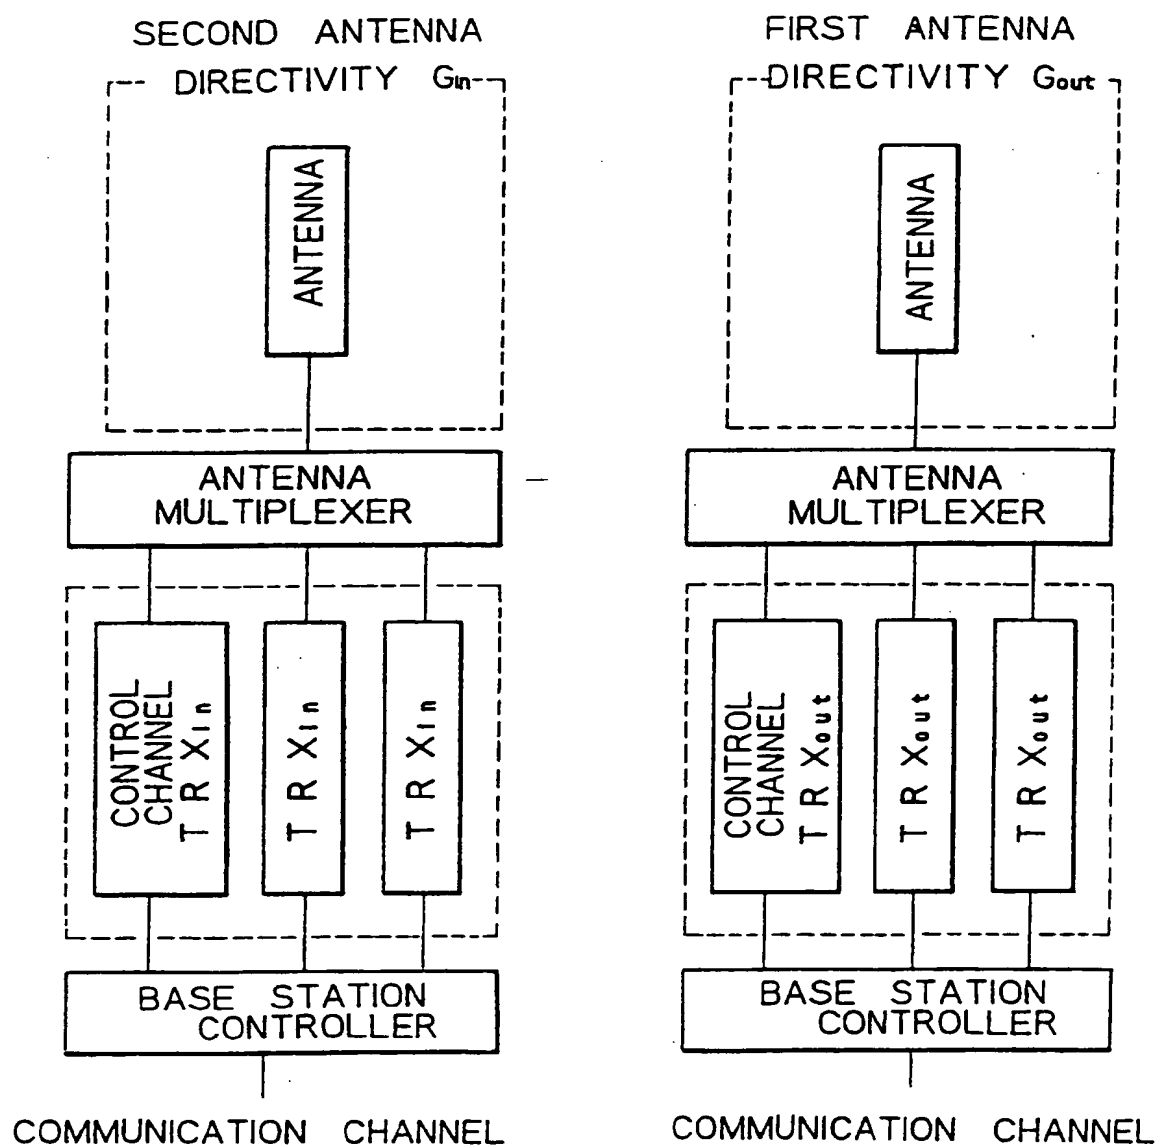 SECOND ANTENNA
DIRECTIVITY Gin
ANTENNA
ANTENNA
MULTIPLEXER
CONTROL
CHANNEL
TRXin
TRXin
TRXin
BASE STATION
CONTROLLER
COMMUNICATION CHANNEL
FIRST ANTENNA
DIRECTIVITY Gout
ANTENNA
ANTENNA
MULTIPLEXER
CONTROL
CHANNEL
TRXout
TRXout
TRXout
BASE STATION
CONTROLLER
COMMUNICATION CHANNEL